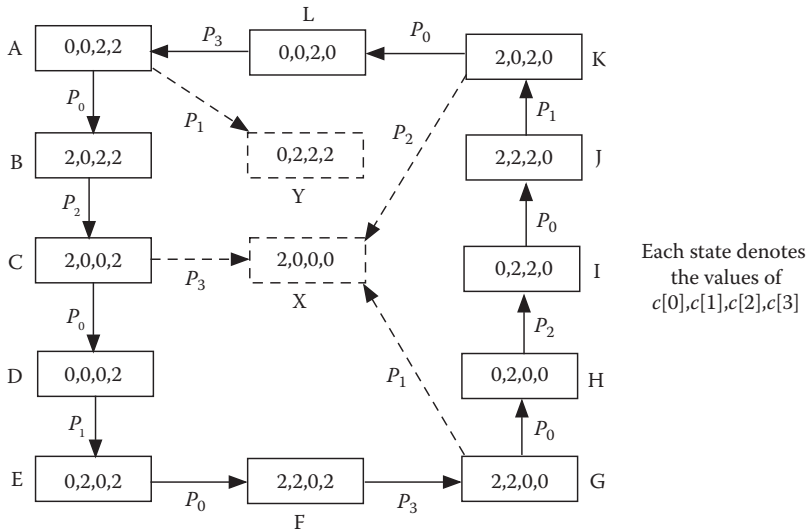 L
A
0,0,2,2
P3
0,0,2,0
P0
2,0,2,0
K
P0
P1
P2
P1
B
2,0,2,2
0,2,2,2
Y
2,2,2,0
J
P2
P0
C
2,0,0,2
P3
2,0,0,0
X
0,2,2,0
I
Each state denotes
the values of
c[0],c[1],c[2],c[3]
P0
P2
D
0,0,0,2
P1
0,2,0,0
H
P1
P0
E
0,2,0,2
P0
2,2,0,2
F
P3
2,2,0,0
G